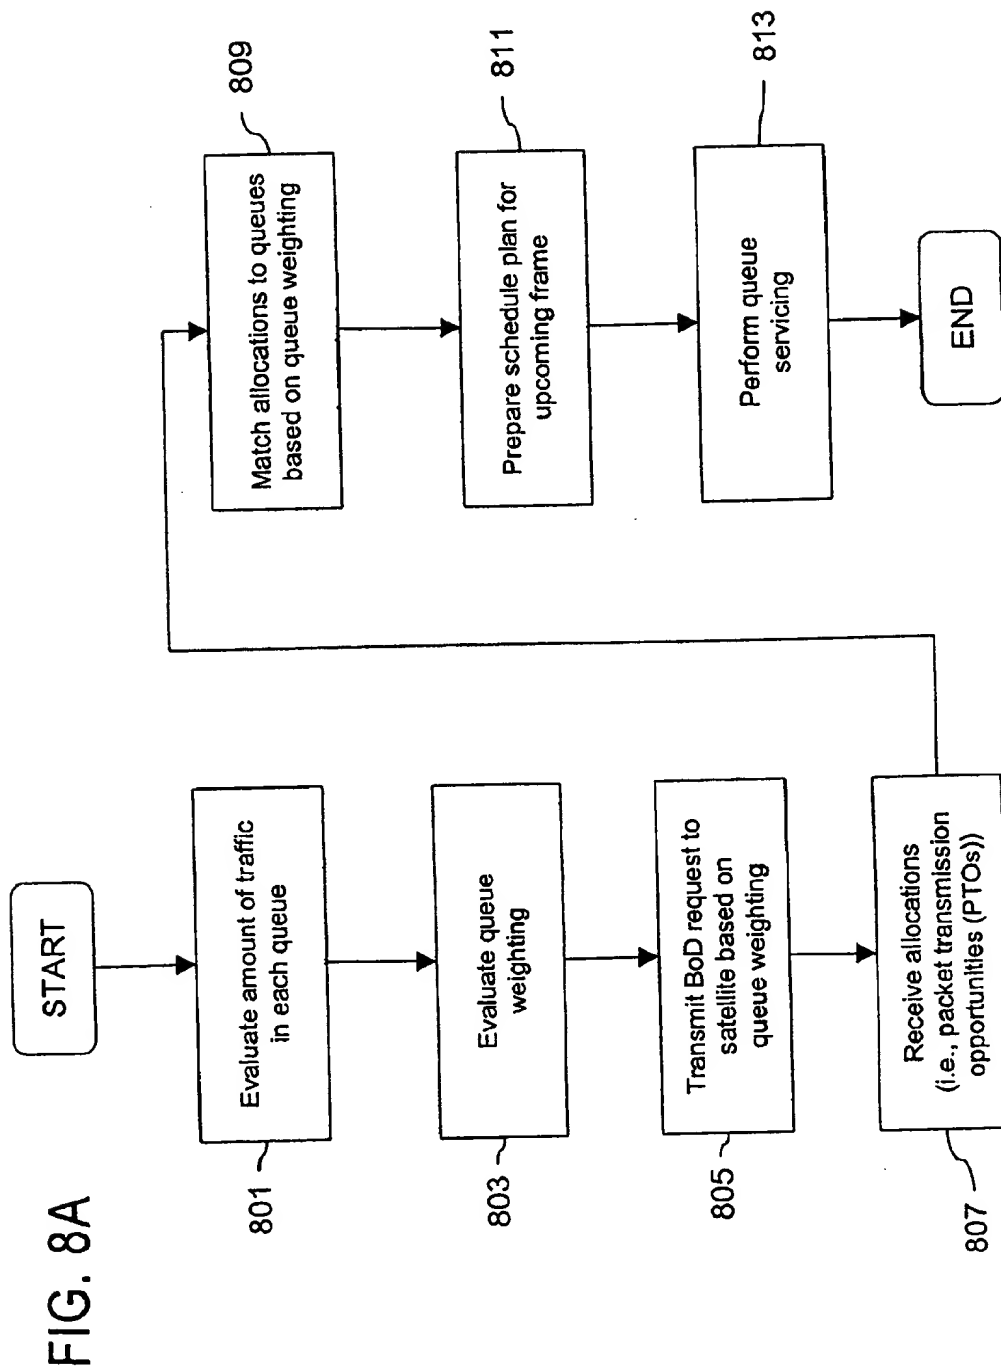 FIG. 8A
START
Evaluate amount of traffic
in each queue
801
Evaluate queue
weighting
803
Transmit BoD request to
satellite based on
queue weighting
805
Receive allocations
(i.e., packet transmission
opportunities (PTOs))
807
Match allocations to queues
based on queue weighting
809
Prepare schedule plan for
upcoming frame
811
Perform queue
servicing
813
END